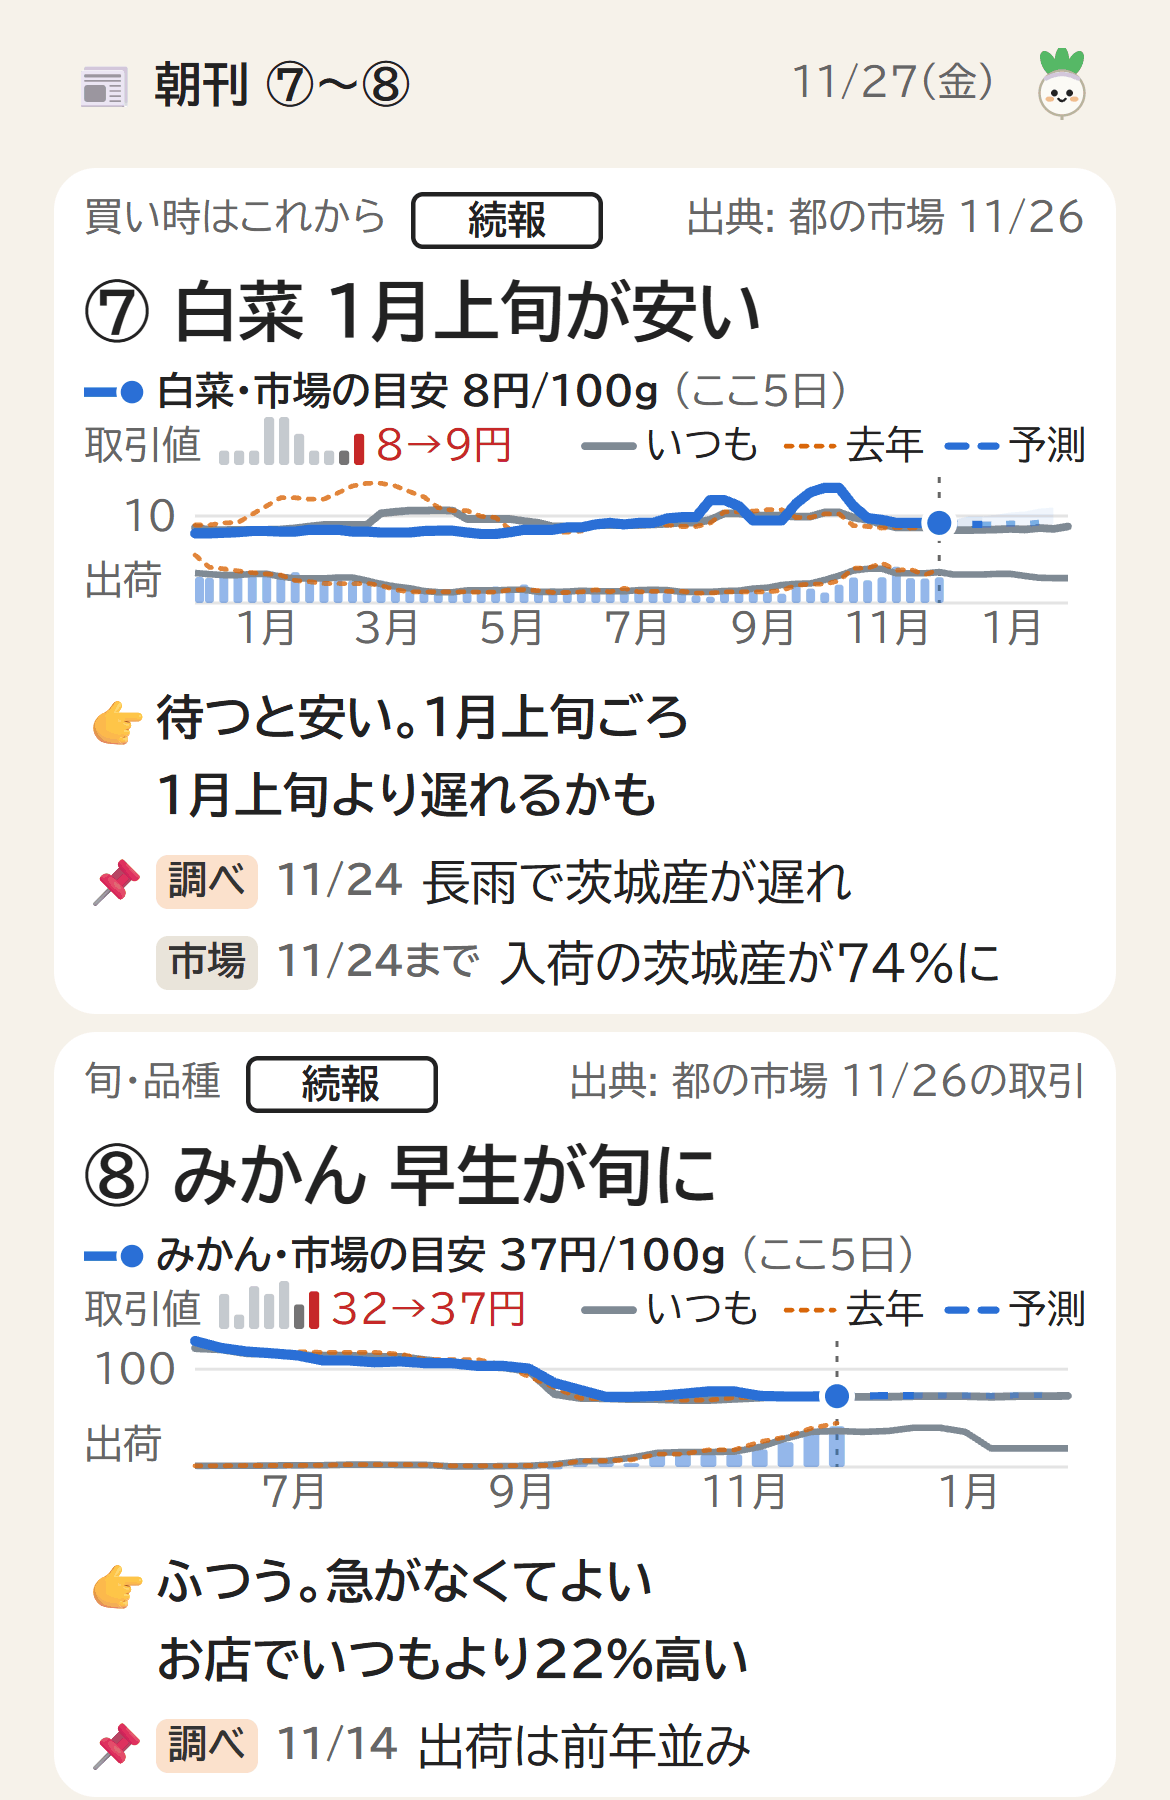 朝刊 ⑦〜⑧
11/27(金)
買い時はこれから 続報 出典: 都の市場 11/26
⑦ 白菜 1月上旬が安い
白菜・市場の目安 8円/100g (ここ5日)
取引値 8→9円 いつも 去年 予測
10
出荷
1月 3月 5月 7月 9月 11月 1月
待つと安い。1月上旬ごろ
1月上旬より遅れるかも
調べ 11/24 長雨で茨城産が遅れ
市場 11/24まで 入荷の茨城産が74%に
旬・品種 続報 出典: 都の市場 11/26の取引
⑧ みかん 早生が旬に
みかん・市場の目安 37円/100g (ここ5日)
取引値 32→37円 いつも 去年 予測
100
出荷
7月 9月 11月 1月
ふつう。急がなくてよい
お店でいつもより22%高い
調べ 11/14 出荷は前年並み